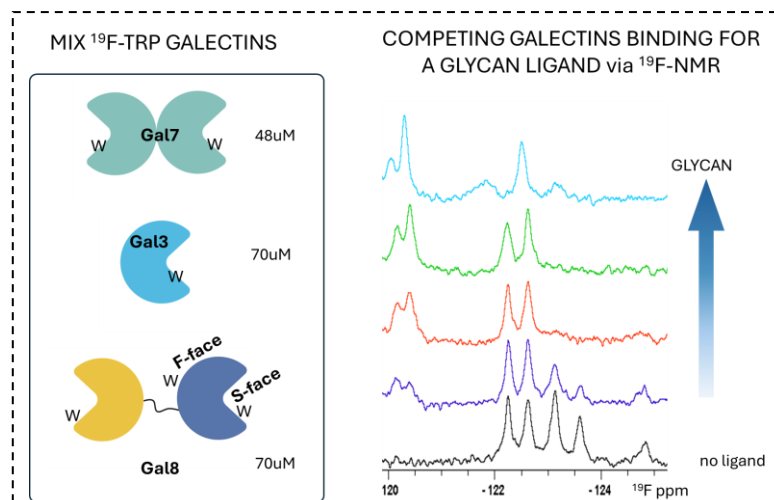 MIX ¹⁹F-TRP GALECTINS
Gal7
W
W
48uM
Gal3
W
70uM
F-face
W
S-face
W
W
Gal8
70uM
COMPETING GALECTINS BINDING FOR
A GLYCAN LIGAND via ¹⁹F-NMR
GLYCAN
no ligand
120 -122 -124 ¹⁹F ppm